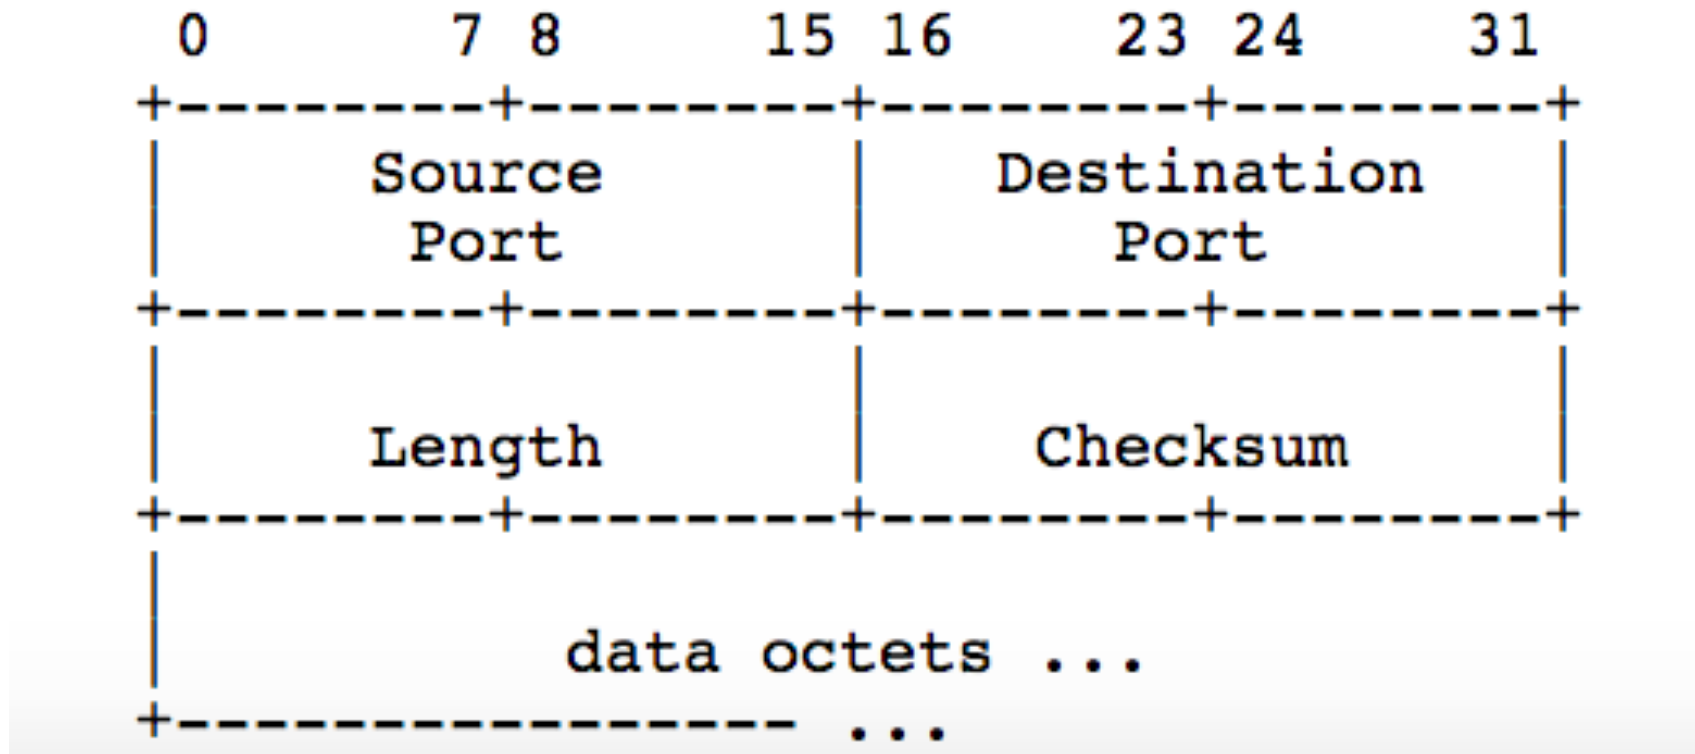 0 7 8 15 16 23 24 31
+--------+--------+--------+--------+
| Source | Destination |
| Port | Port |
+--------+--------+--------+--------+
| | |
| Length | Checksum |
+--------+--------+--------+--------+
|
| data octets ...
+---------------- ...